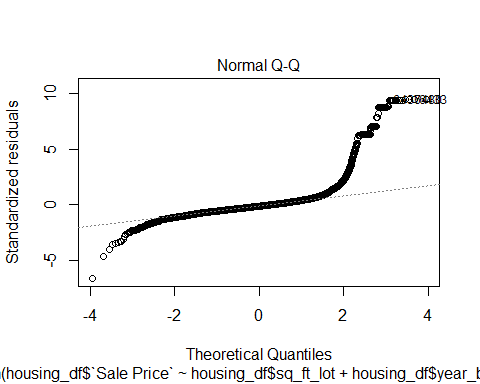 Normal Q-Q
Standardized residuals
10
5
0
-5
-4
-2
0
2
4
Theoretical Quantiles
(housing_df$`Sale Price` ~ housing_df$sq_ft_lot + housing_df$year_b